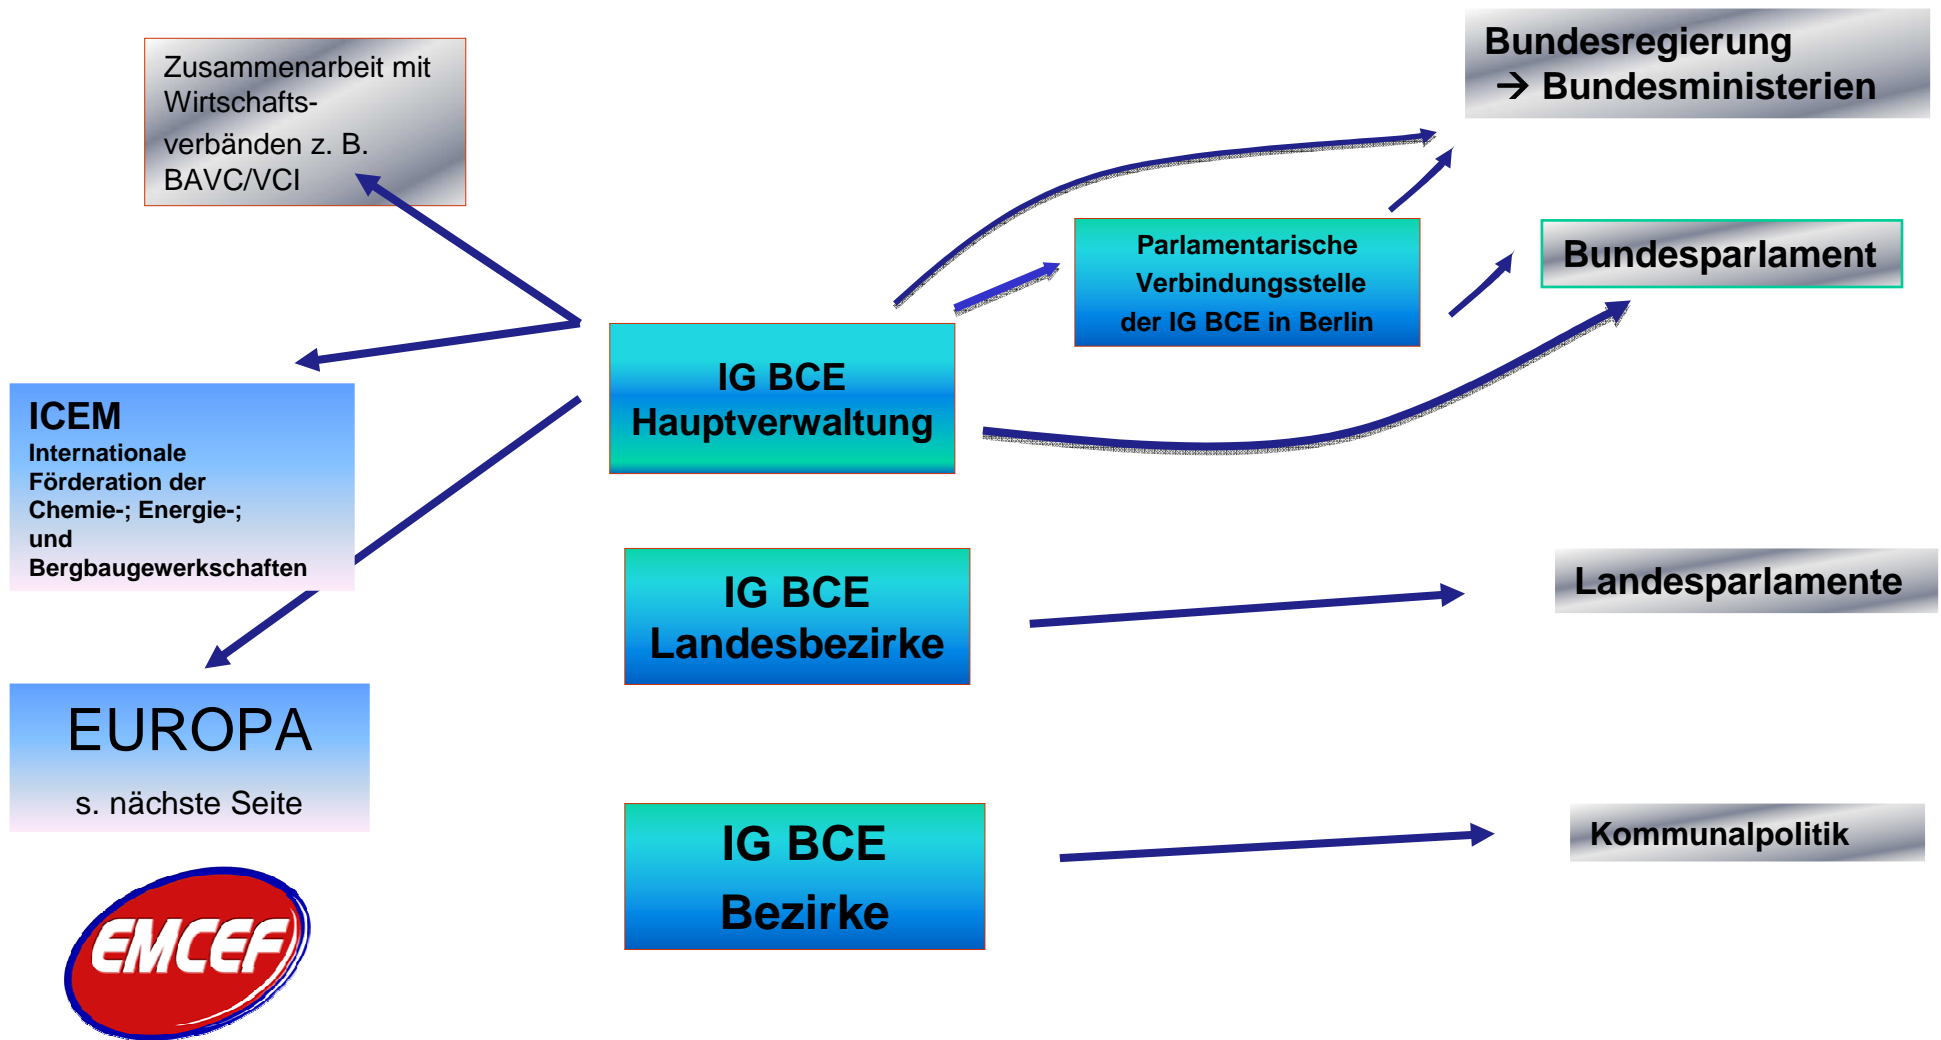 Zusammenarbeit mit
Wirtschafts-
verbänden z. B.
BAVC/VCI
Bundesregierung
→ Bundesministerien
Parlamentarische
Verbindungsstelle
der IG BCE in Berlin
Bundesparlament
IG BCE
Hauptverwaltung
ICEM
Internationale
Förderation der
Chemie-; Energie-;
und
Bergbaugewerkschaften
IG BCE
Landesbezirke
Landesparlamente
EUROPA
s. nächste Seite
IG BCE
Bezirke
Kommunalpolitik
EMCEF